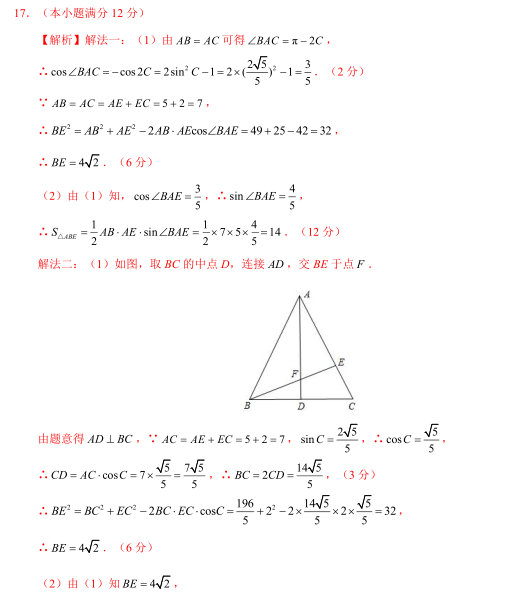 17. （本小题满分 12 分）
【解析】解法一：（1）由 AB = AC 可得 ∠BAC = π − 2C，
∴ cos∠BAC = −cos 2C = 2sin² C − 1 = 2×(2√5/5)² − 1 = 3/5．（2 分）
∵ AB = AC = AE + EC = 5 + 2 = 7，
∴ BE² = AB² + AE² − 2AB · AEcos∠BAE = 49 + 25 − 42 = 32，
∴ BE = 4√2．（6 分）
（2）由（1）知，cos∠BAE = 3/5，∴ sin∠BAE = 4/5，
∴ S△ABE = 1/2 AB · AE · sin∠BAE = 1/2 × 7 × 5 × 4/5 = 14．（12 分）
解法二：（1）如图，取 BC 的中点 D，连接 AD，交 BE 于点 F．
A
E
F
B D C
由题意得 AD ⊥ BC，∵ AC = AE + EC = 5 + 2 = 7，sin C = 2√5/5，∴ cos C = √5/5，
∴ CD = AC · cos C = 7 × √5/5 = 7√5/5，∴ BC = 2CD = 14√5/5，（3 分）
∴ BE² = BC² + EC² − 2BC · EC · cosC = 196/5 + 2² − 2 × 14√5/5 × 2 × √5/5 = 32，
∴ BE = 4√2．（6 分）
（2）由（1）知 BE = 4√2，